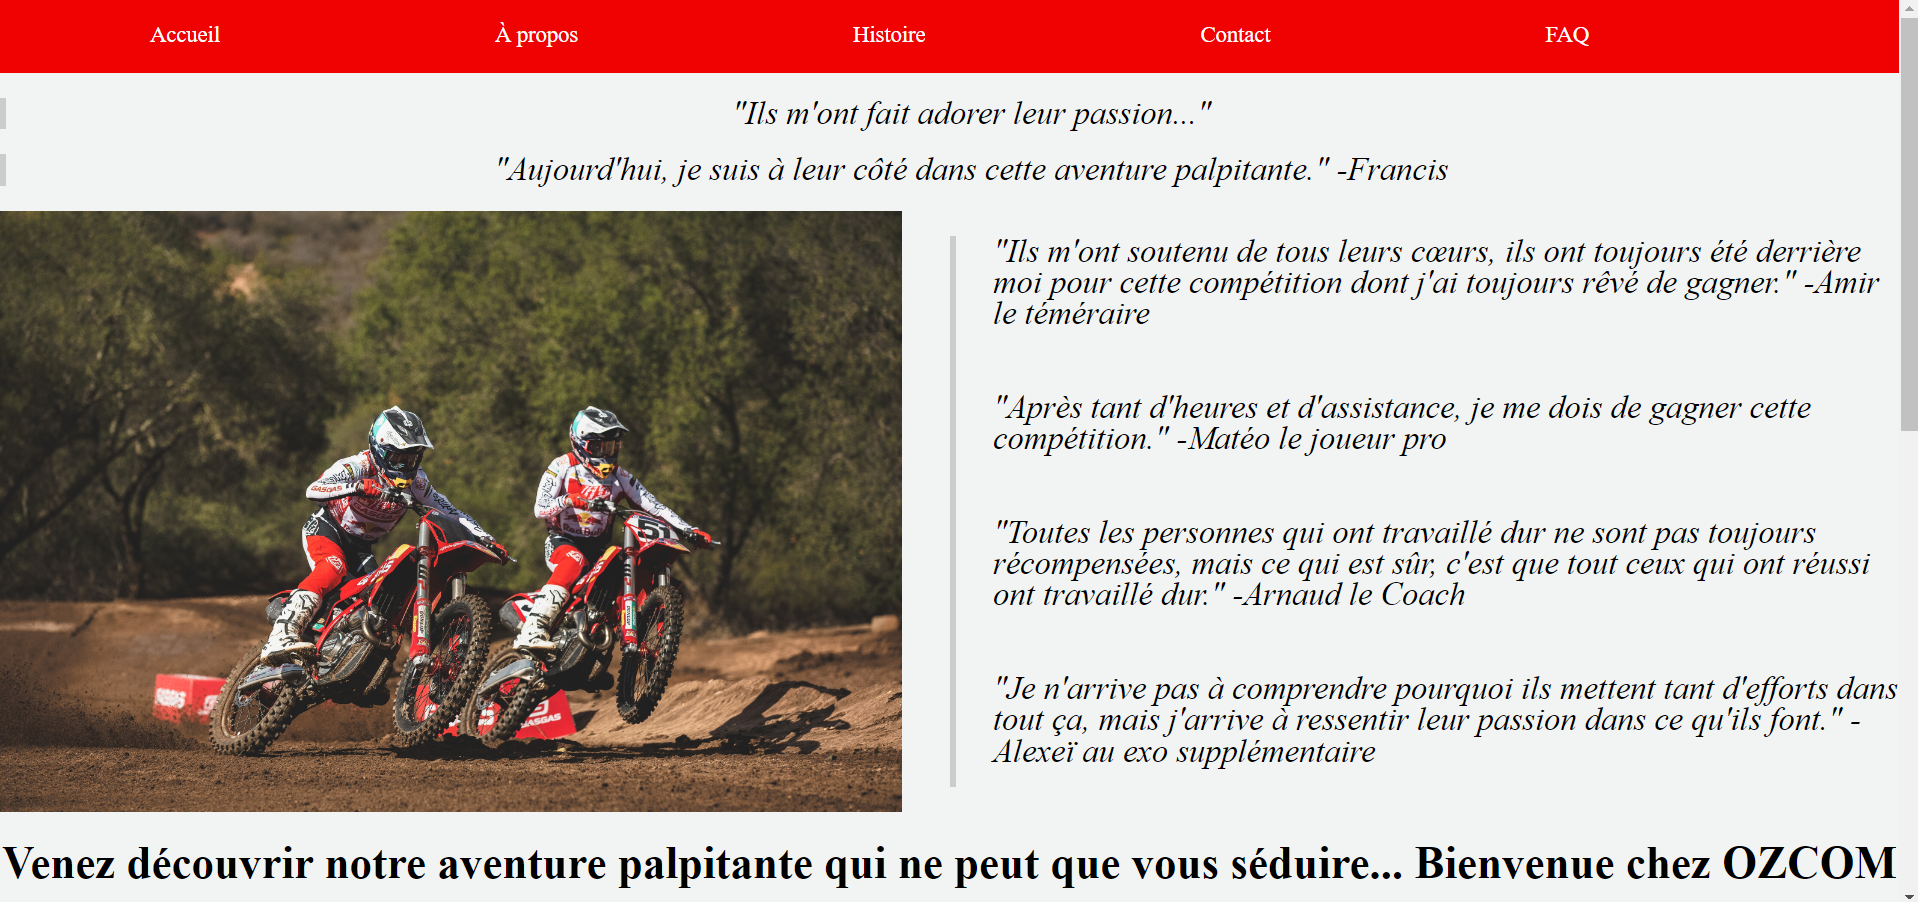 Accueil
À propos
Histoire
Contact
FAQ
"Ils m'ont fait adorer leur passion..."
"Aujourd'hui, je suis à leur côté dans cette aventure palpitante." -Francis
"Ils m'ont soutenu de tous leurs cœurs, ils ont toujours été derrière
moi pour cette compétition dont j'ai toujours rêvé de gagner." -Amir
le téméraire
"Après tant d'heures et d'assistance, je me dois de gagner cette
compétition." -Matéo le joueur pro
"Toutes les personnes qui ont travaillé dur ne sont pas toujours
récompensées, mais ce qui est sûr, c'est que tout ceux qui ont réussi
ont travaillé dur." -Arnaud le Coach
"Je n'arrive pas à comprendre pourquoi ils mettent tant d'efforts dans
tout ça, mais j'arrive à ressentir leur passion dans ce qu'ils font." -
Alexeï au exo supplémentaire
GASGAS
51
GASGAS
GASGAS
Venez découvrir notre aventure palpitante qui ne peut que vous séduire... Bienvenue chez OZCOM